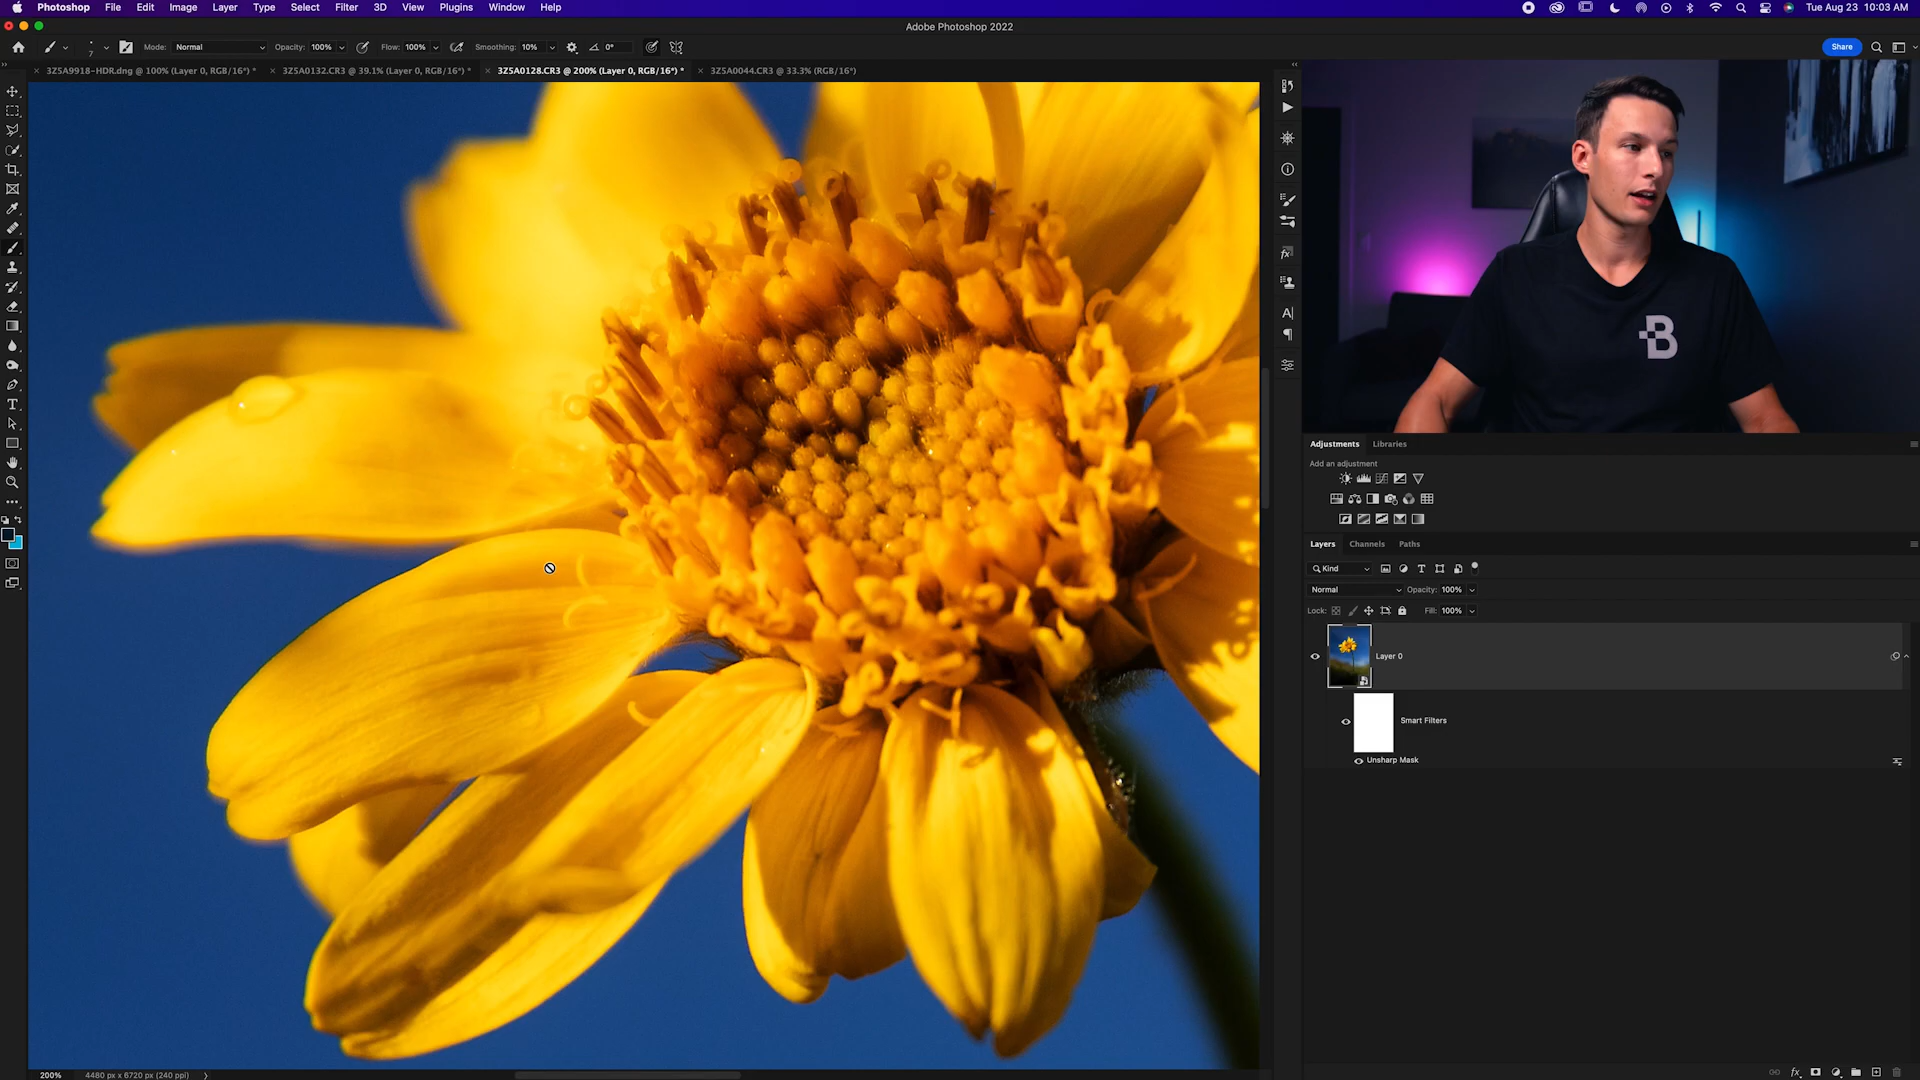 Photoshop File Edit Image Layer Type Select Filter 3D View Plugins Window Help
Tue Aug 23 10:03 AM
Adobe Photoshop 2022
7 Mode: Normal Opacity: 100% Flow: 100% Smoothing: 10% 0°
Share
3Z5A9918-HDR.dng @ 100% (Layer 0, RGB/16*) *
3Z5A0132.CR3 @ 39.1% (Layer 0, RGB/16*) *
3Z5A0128.CR3 @ 200% (Layer 0, RGB/16*) *
3Z5A0044.CR3 @ 33.3% (RGB/16*)
B
Adjustments Libraries
Add an adjustment
Layers Channels Paths
Kind
Normal Opacity: 100%
Lock: Fill: 100%
Layer 0
Smart Filters
Unsharp Mask
200% 4480 px x 6720 px (240 ppi)